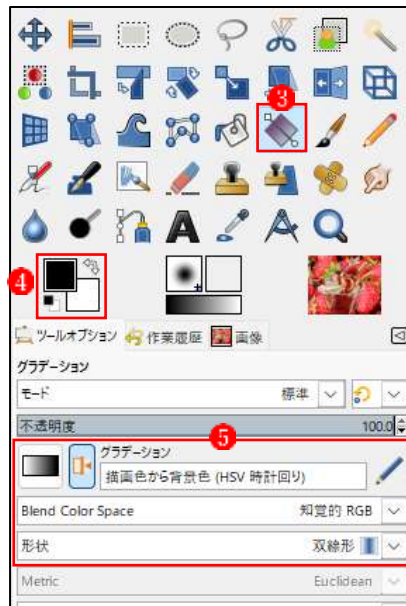 3
4
ツールオプション 作業履歴 画像
グラデーション
モード 標準
不透明度 100.0
5
グラデーション
描画色から背景色 (HSV 時計回り)
Blend Color Space 知覚的 RGB
形状 双線形
Metric Euclidean